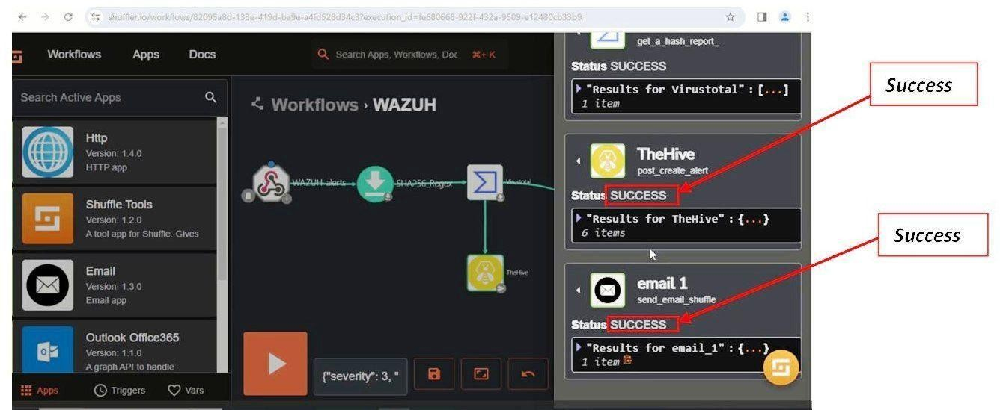 shuffler.io/workflows/82095a8d-133e-419d-ba9e-a4fd528d34c3?execution_id=fe680668-922f-432a-9509-e12480cb33b9
Workflows
Apps
Docs
Search Apps, Workflows, Doc
⌘+ K
Search Active Apps
Http
Version: 1.4.0
HTTP app
Shuffle Tools
Version: 1.2.0
A tool app for Shuffle. Gives
Email
Version: 1.3.0
Email app
Outlook Office365
Version: 1.1.0
A graph API to handle
Apps
Triggers
Vars
Workflows › WAZUH
WAZUH_alerts
SHA256_Regex
Virustotal
TheHive
{"severity": 3, "
get_a_hash_report_
Status SUCCESS
"Results for Virustotal" : [...]
1 item
TheHive
post_create_alert
Status SUCCESS
"Results for TheHive" : {...}
6 items
email 1
send_email_shuffle
Status SUCCESS
"Results for email_1" : {...}
1 item
Success
Success